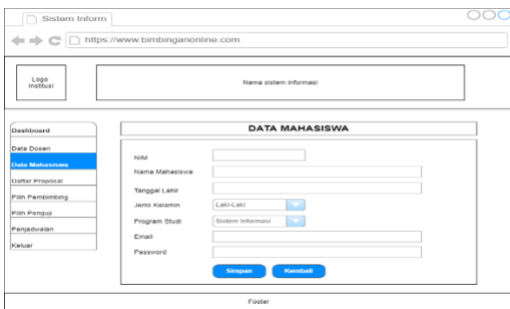 Sistem Inform
https://www.bimbinganonline.com
Logo
Institusi
Nama sistem informasi
Dashboard
Data Dosen
Data Mahasiswa
Daftar Proposal
Pilih Pembimbing
Pilih Penguji
Penjadwalan
Keluar
DATA MAHASISWA
NIM
Nama Mahasiswa
Tanggal Lahir
Jenis Kalamin
Laki-Laki
Program Studi
Sistem Informasi
Email
Password
Simpan
Kembali
Footer